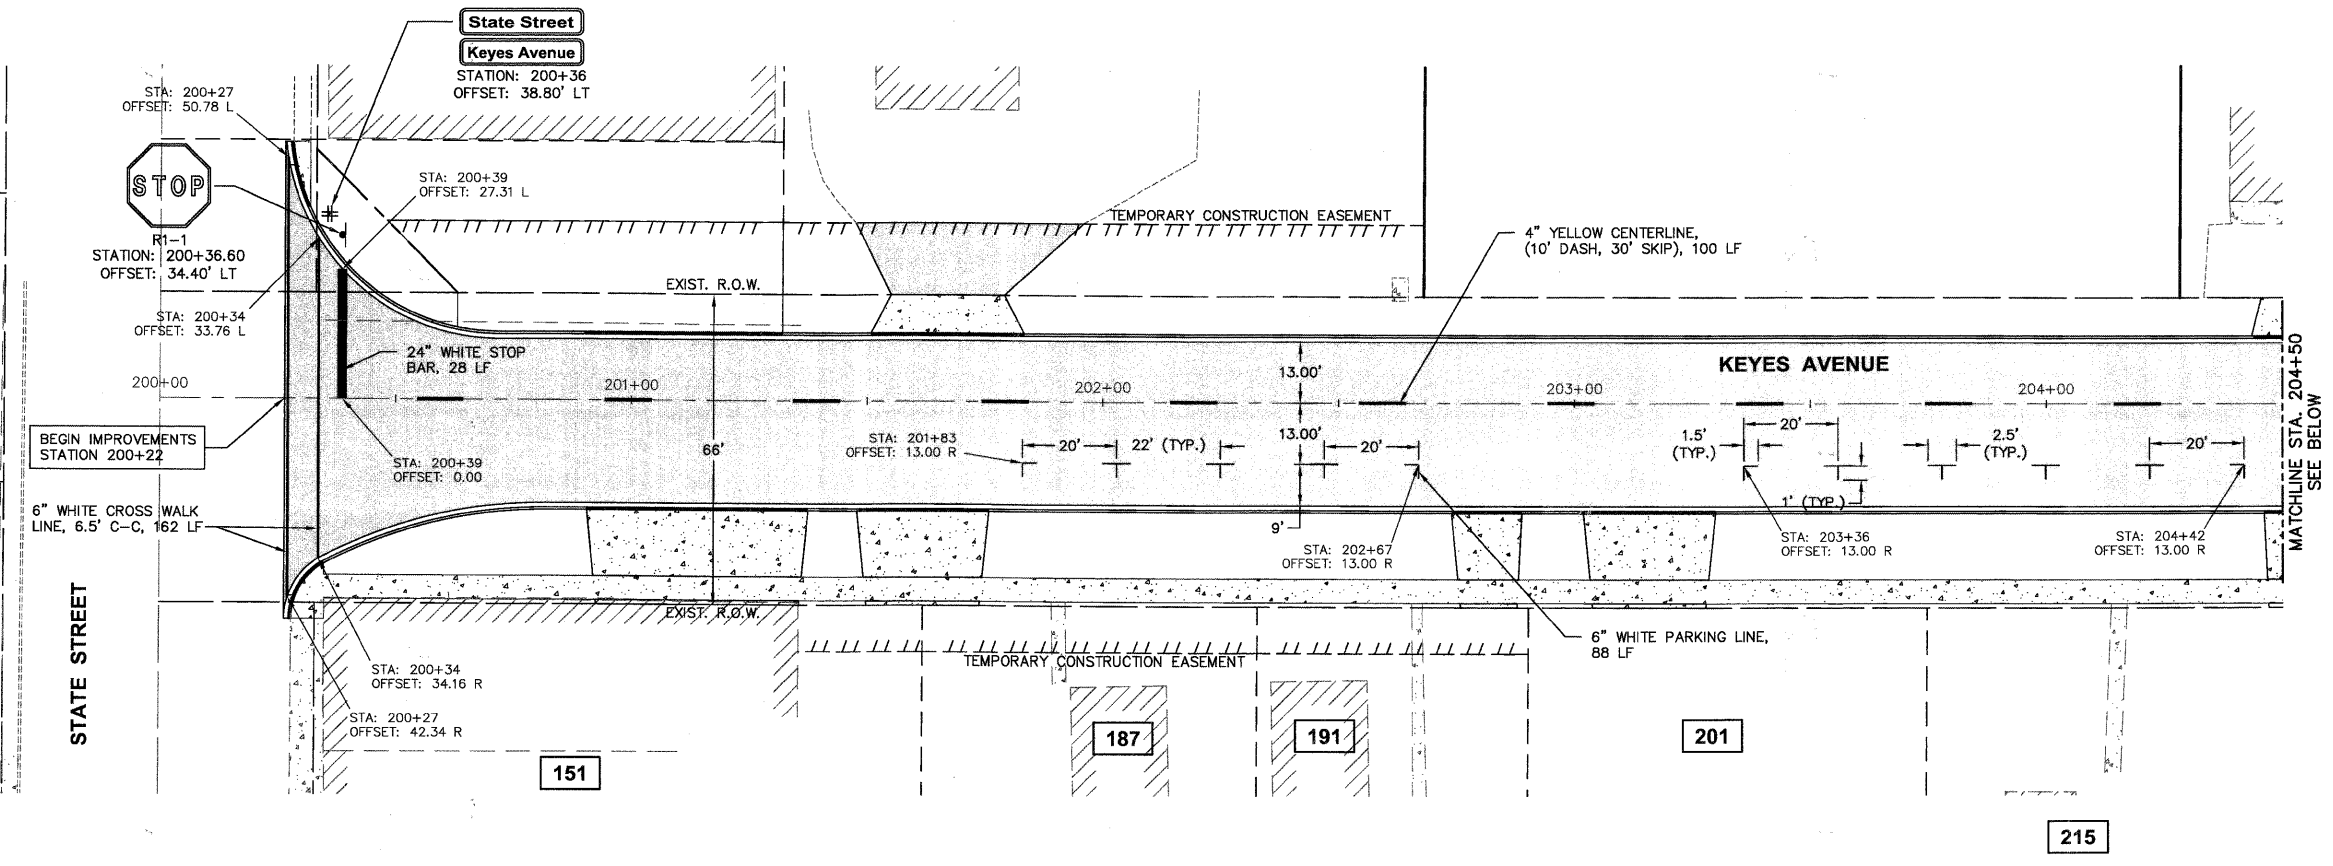 State Street
Keyes Avenue
STATION: 200+36
OFFSET: 38.80' LT
STA: 200+27
OFFSET: 50.78 L
STOP
R1-1
STATION: 200+36.60
OFFSET: 34.40' LT
STA: 200+39
OFFSET: 27.31 L
TEMPORARY CONSTRUCTION EASEMENT
4" YELLOW CENTERLINE,
(10' DASH, 30' SKIP), 100 LF
EXIST. R.O.W.
STA: 200+34
OFFSET: 33.76 L
24" WHITE STOP
BAR, 28 LF
200+00
201+00
202+00
203+00
204+00
KEYES AVENUE
13.00'
13.00'
MATCHLINE STA. 204+50
SEE BELOW
BEGIN IMPROVEMENTS
STATION 200+22
STA: 200+39
OFFSET: 0.00
66'
STA: 201+83
OFFSET: 13.00 R
20'
22' (TYP.)
20'
1.5'
(TYP.)
20'
2.5'
(TYP.)
20'
1' (TYP.)
6" WHITE CROSS WALK
LINE, 6.5' C-C, 162 LF
9'
STA: 202+67
OFFSET: 13.00 R
STA: 203+36
OFFSET: 13.00 R
STA: 204+42
OFFSET: 13.00 R
EXIST. R.O.W.
6" WHITE PARKING LINE,
88 LF
TEMPORARY CONSTRUCTION EASEMENT
STATE STREET
STA: 200+34
OFFSET: 34.16 R
STA: 200+27
OFFSET: 42.34 R
151
187
191
201
215